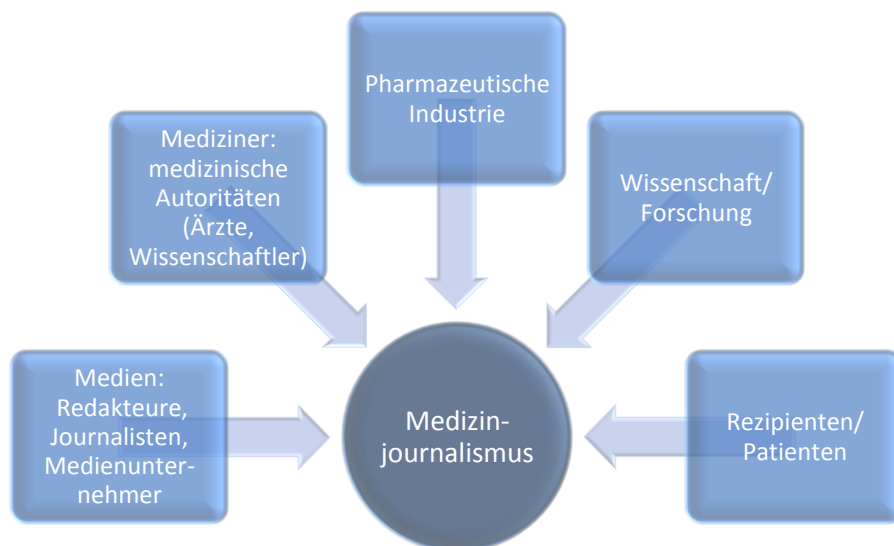 Pharmazeutische
Industrie
Mediziner:
medizinische
Autoritäten
(Ärzte,
Wissenschaftler)
Wissenschaft/
Forschung
Medien:
Redakteure,
Journalisten,
Medienunter-
nehmer
Medizin-
journalismus
Rezipienten/
Patienten